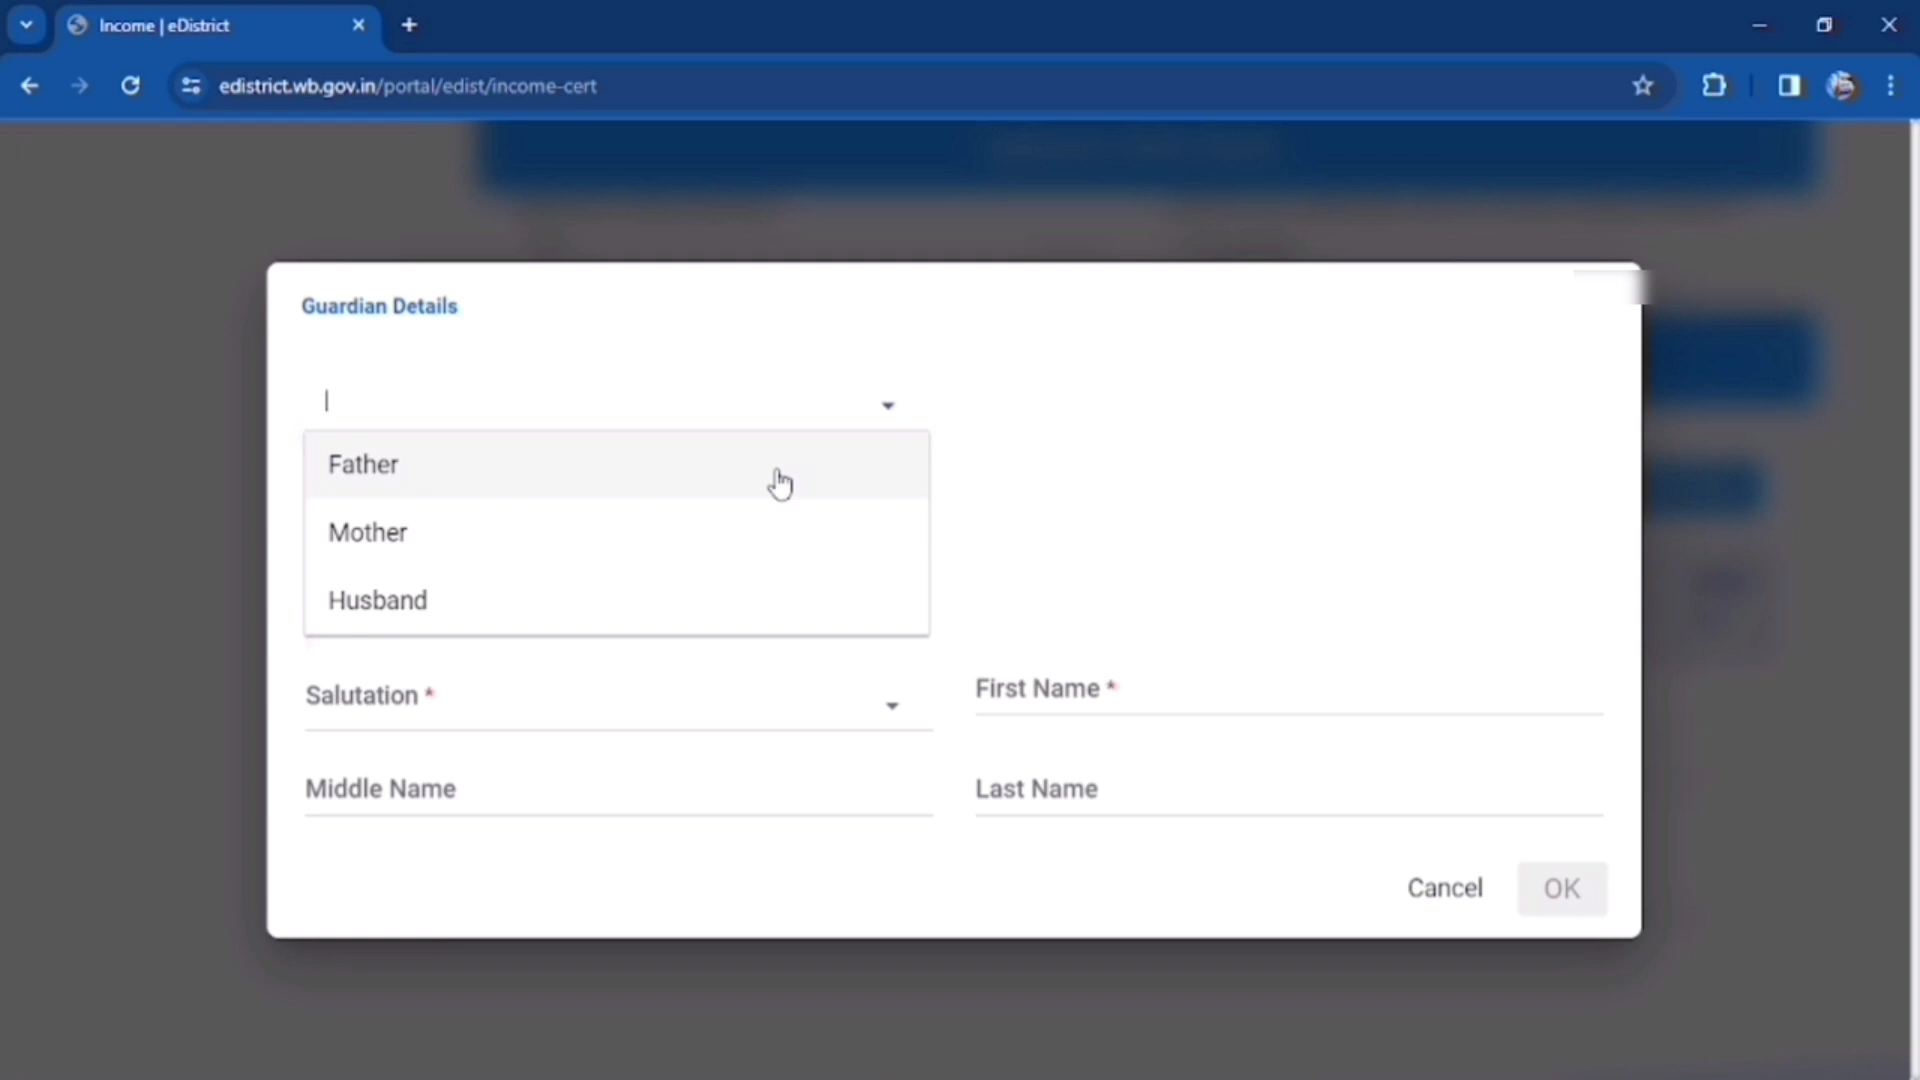 Income | eDistrict
edistrict.wb.gov.in/portal/edist/income-cert
Guardian Details
Father
Mother
Husband
Salutation *
First Name *
Middle Name
Last Name
Cancel
OK